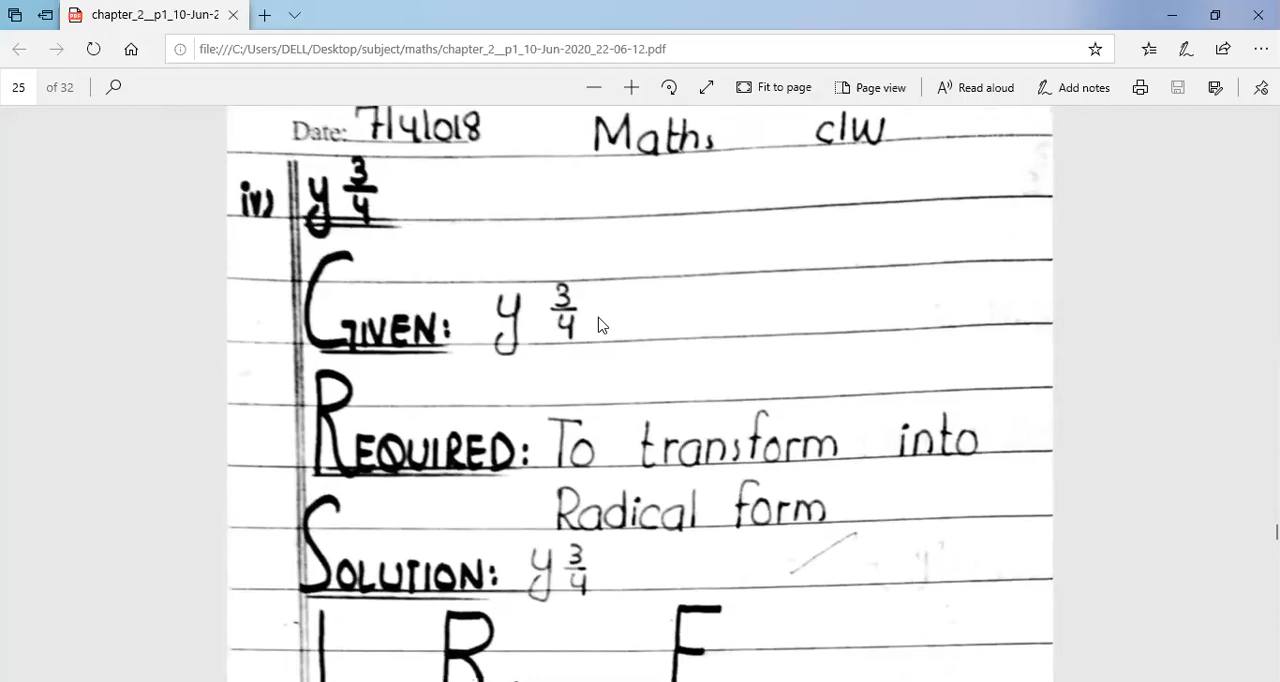 chapter_2_p1_10-Jun-2
file:///C:/Users/DELL/Desktop/subject/maths/chapter_2__p1_10-Jun-2020_22-06-12.pdf
25 of 32 Fit to page Page view Read aloud Add notes
Date: 7/4/018 Maths c/w
iv) y 3/4
GIVEN: y 3/4
REQUIRED: To transform into
Radical form
SOLUTION: y 3/4